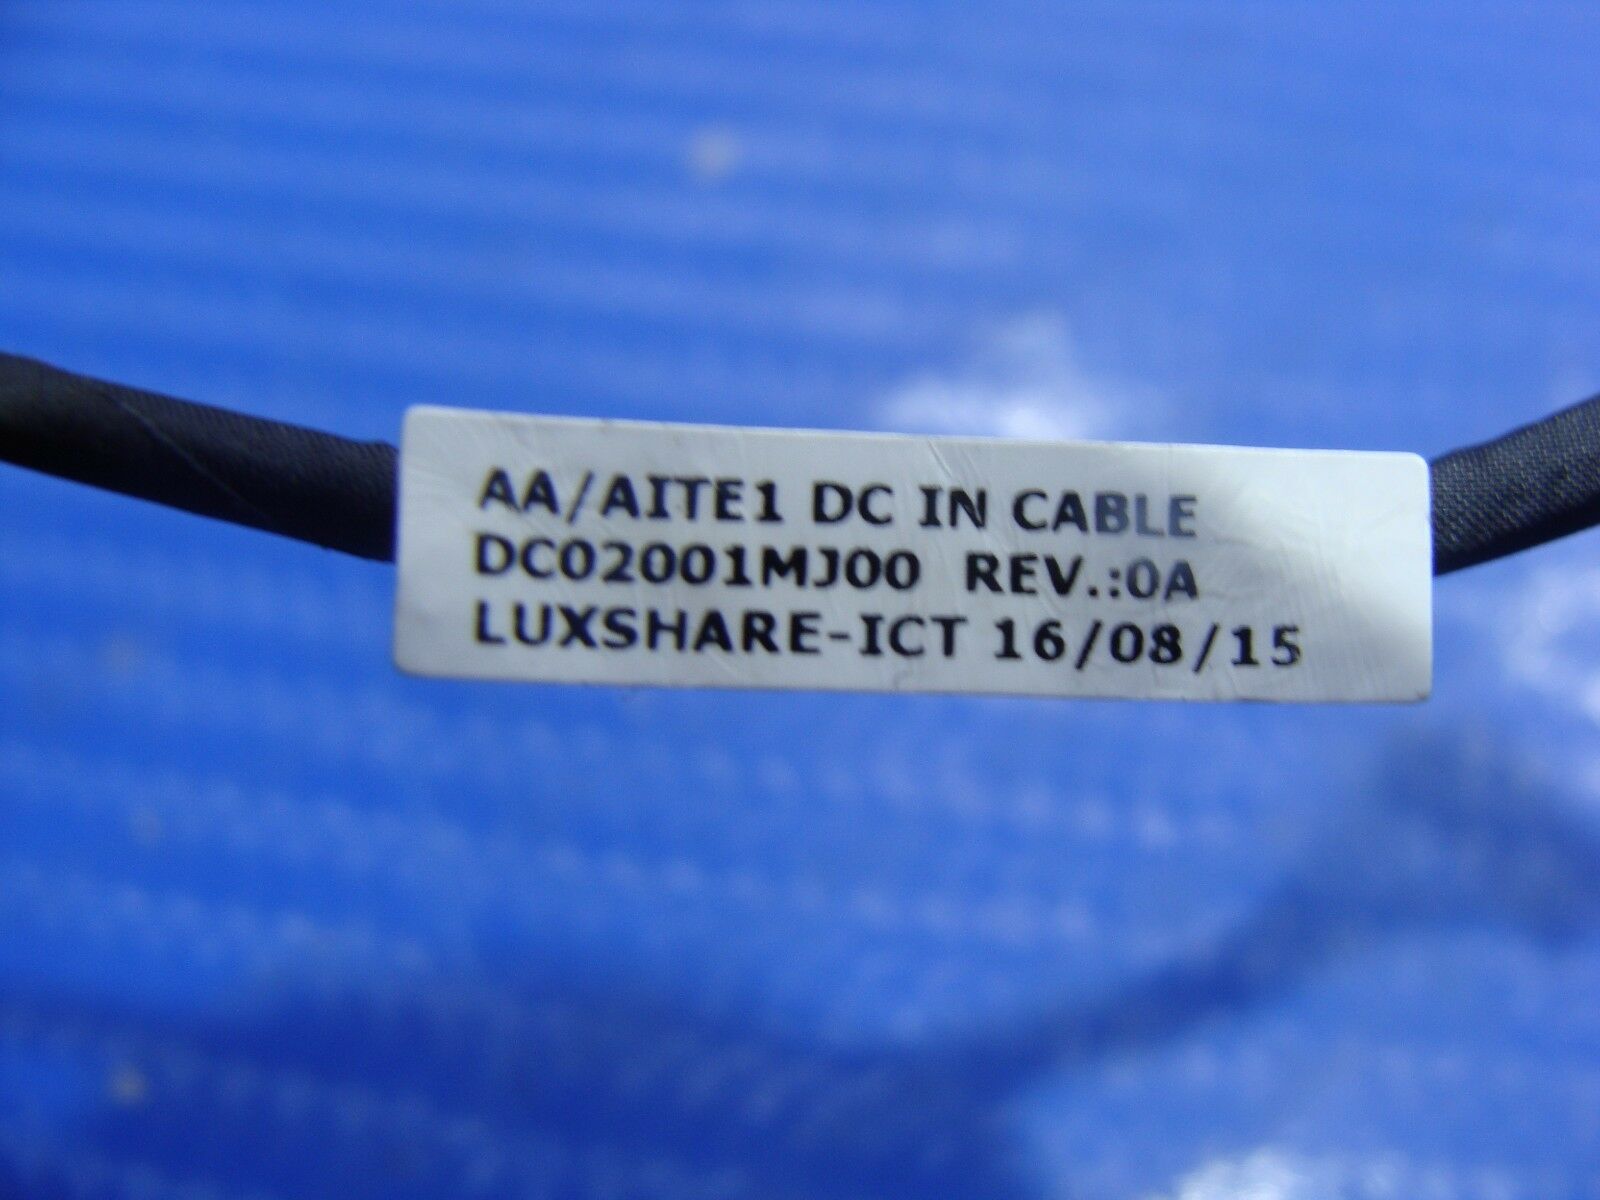 AA/AITE1 DC IN CABLE
DC02001MJ00 REV.:0A
LUXSHARE-ICT 16/08/15